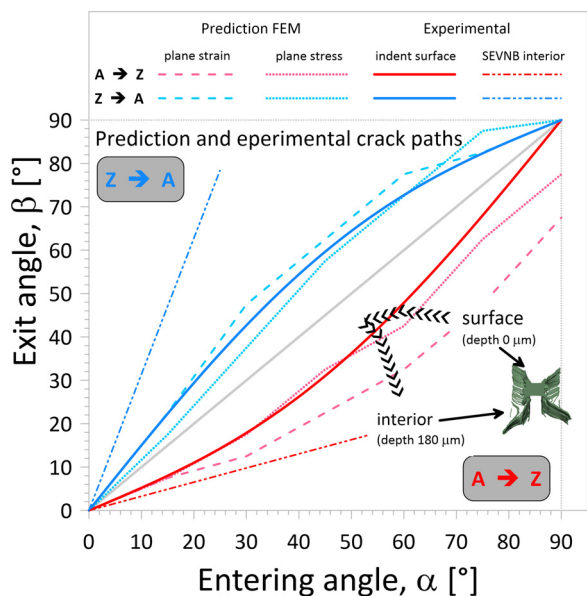 Prediction FEM Experimental
plane strain plane stress indent surface SEVNB interior
A ➔ Z
Z ➔ A
Prediction and eperimental crack paths
Z ➔ A
surface
(depth 0 µm)
interior
(depth 180 µm)
A ➔ Z
Exit angle, β [°]
90
80
70
60
50
40
30
20
10
0
0 10 20 30 40 50 60 70 80 90
Entering angle, α [°]